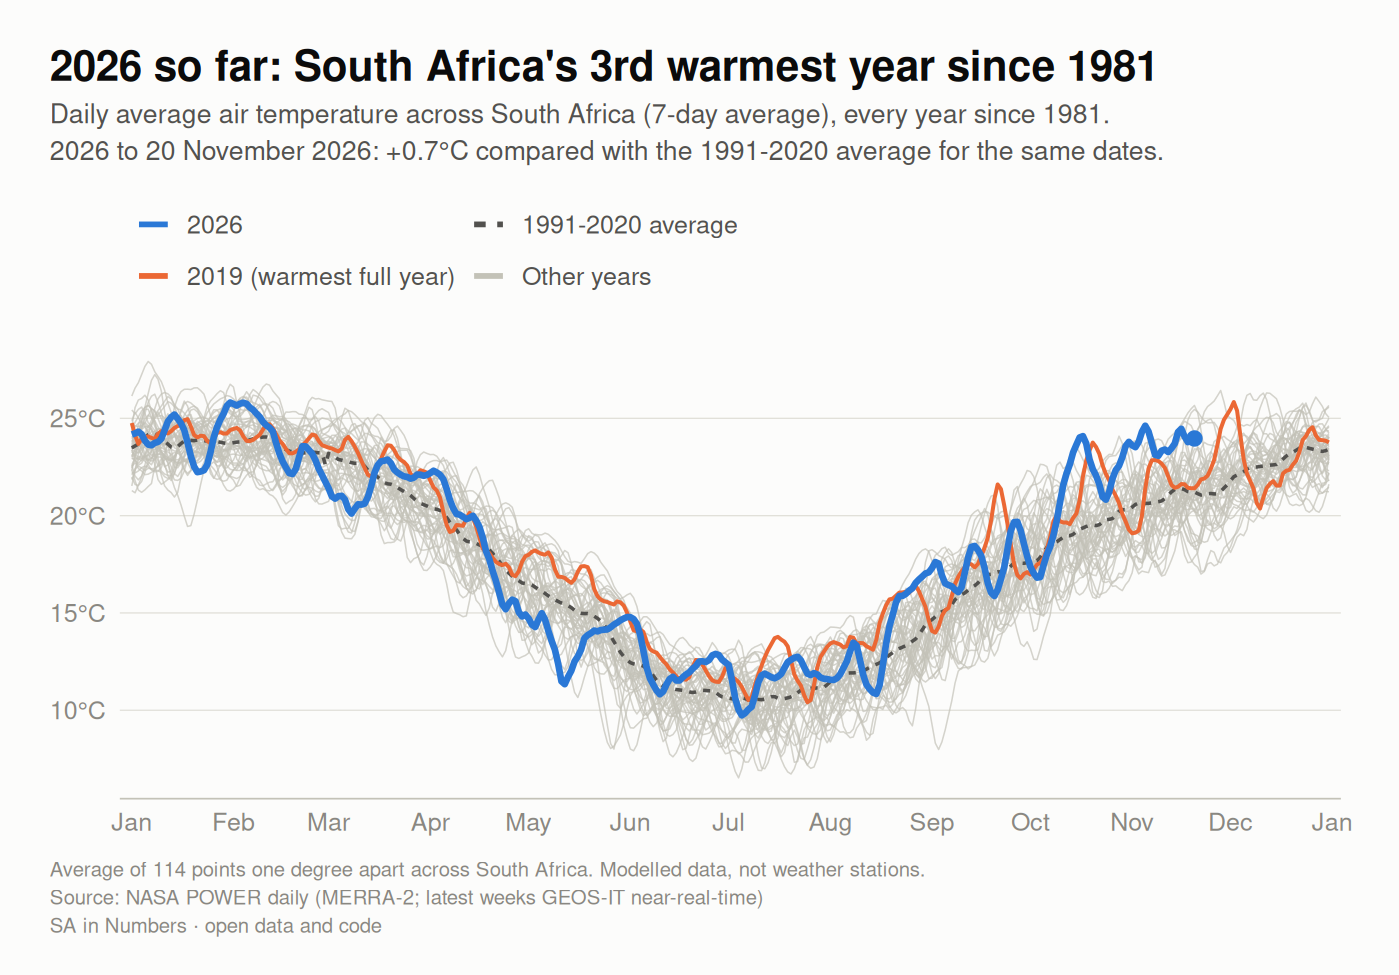 2026 so far: South Africa's 3rd warmest year since 1981
Daily average air temperature across South Africa (7-day average), every year since 1981.
2026 to 20 November 2026: +0.7°C compared with the 1991-2020 average for the same dates.
2026
1991-2020 average
2019 (warmest full year)
Other years
25°C
20°C
15°C
10°C
Jan Feb Mar Apr May Jun Jul Aug Sep Oct Nov Dec Jan
Average of 114 points one degree apart across South Africa. Modelled data, not weather stations.
Source: NASA POWER daily (MERRA-2; latest weeks GEOS-IT near-real-time)
SA in Numbers · open data and code